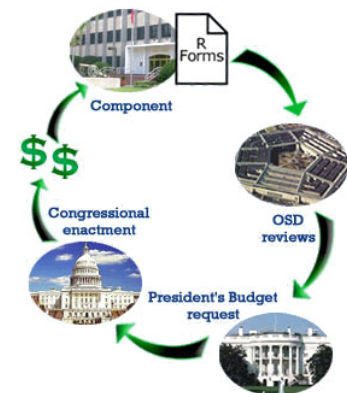 R
Forms
Component
$$
Congressional
enactment
OSD
reviews
President's Budget
request